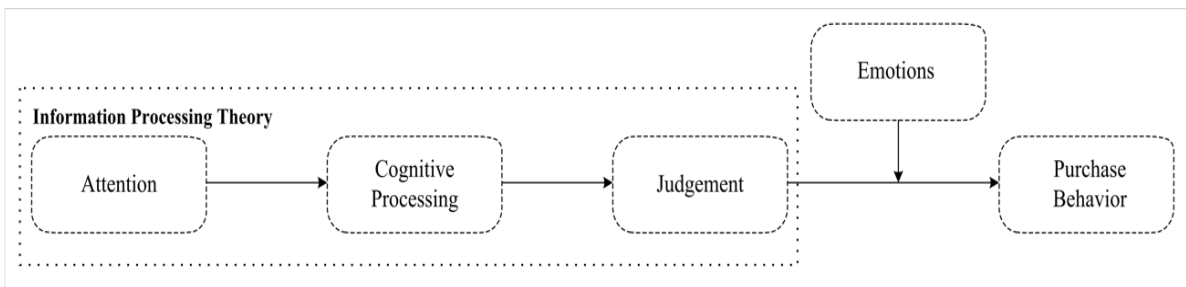 Emotions
Information Processing Theory
Attention
Cognitive
Processing
Judgement
Purchase
Behavior